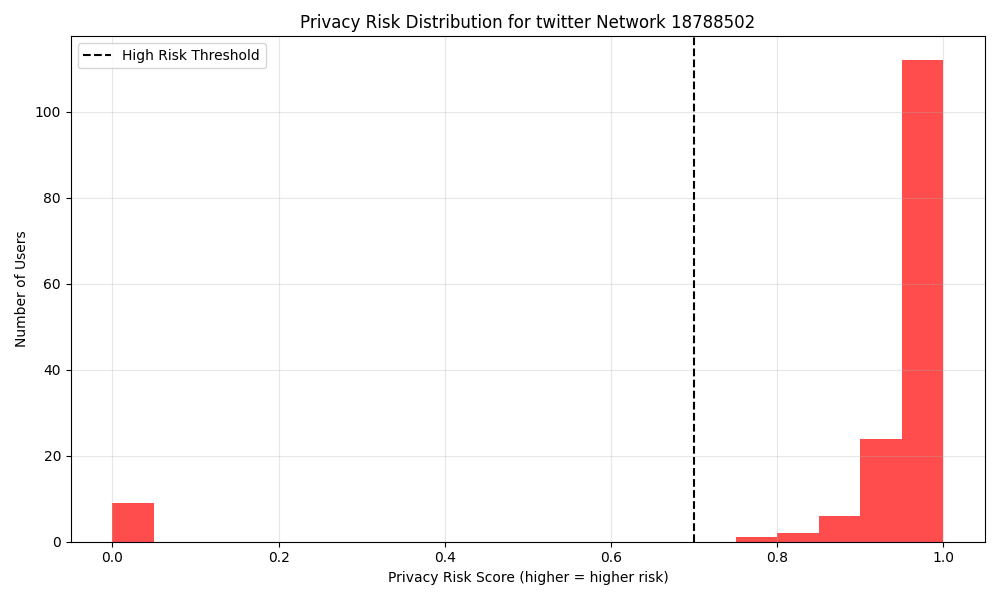 Privacy Risk Distribution for twitter Network 18788502
High Risk Threshold
Number of Users
100
80
60
40
20
0
0.0 0.2 0.4 0.6 0.8 1.0
Privacy Risk Score (higher = higher risk)